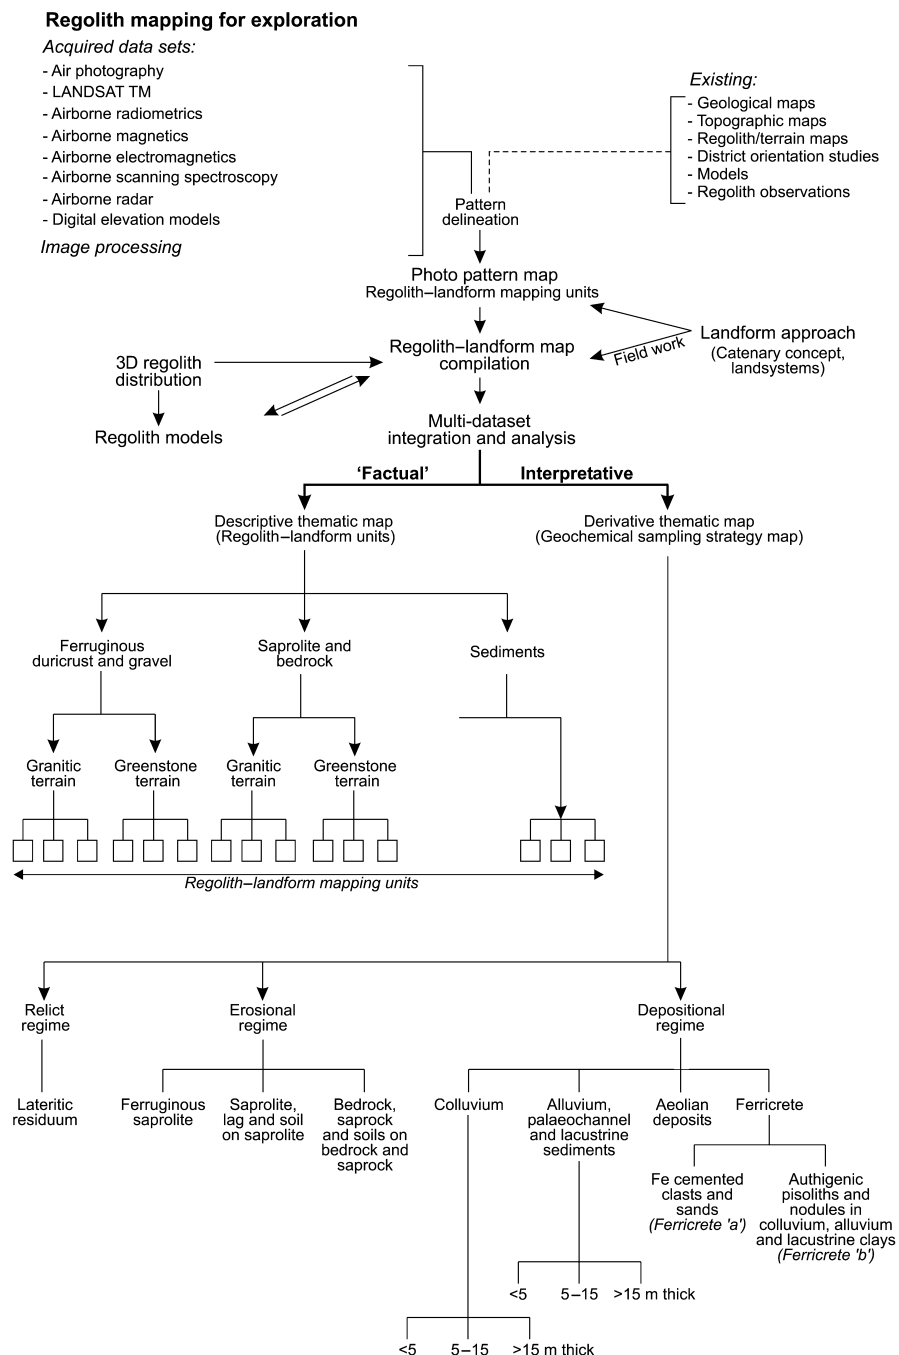 Regolith mapping for exploration
Acquired data sets:
- Air photography
- LANDSAT TM
- Airborne radiometrics
- Airborne magnetics
- Airborne electromagnetics
- Airborne scanning spectroscopy
- Airborne radar
- Digital elevation models
Image processing
Existing:
- Geological maps
- Topographic maps
- Regolith/terrain maps
- District orientation studies
- Models
- Regolith observations
Pattern
delineation
Photo pattern map
Regolith–landform mapping units
Landform approach
(Catenary concept,
landsystems)
Field work
Regolith–landform map
compilation
3D regolith
distribution
Regolith models
Multi-dataset
integration and analysis
‘Factual’
Interpretative
Descriptive thematic map
(Regolith–landform units)
Derivative thematic map
(Geochemical sampling strategy map)
Ferruginous
duricrust and gravel
Saprolite and
bedrock
Sediments
Granitic
terrain
Greenstone
terrain
Granitic
terrain
Greenstone
terrain
Regolith–landform mapping units
Relict
regime
Erosional
regime
Depositional
regime
Lateritic
residuum
Ferruginous
saprolite
Saprolite,
lag and soil
on saprolite
Bedrock,
saprock
and soils on
bedrock and
saprock
Colluvium
Alluvium,
palaeochannel
and lacustrine
sediments
Aeolian
deposits
Ferricrete
Fe cemented
clasts and
sands
(Ferricrete 'a')
Authigenic
pisoliths and
nodules in
colluvium, alluvium
and lacustrine clays
(Ferricrete 'b')
<5 5–15 >15 m thick
<5 5–15 >15 m thick